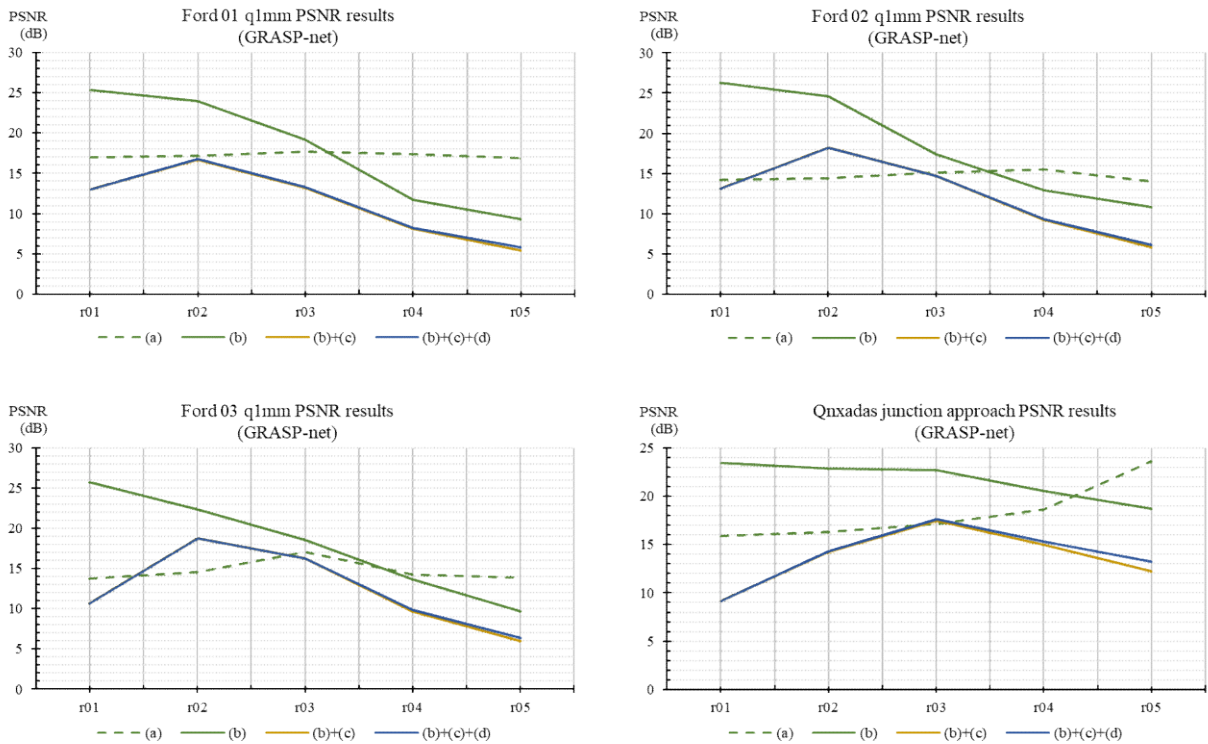 PSNR
(dB)
Ford 01 q1mm PSNR results
(GRASP-net)
30
25
20
15
10
5
0
r01 r02 r03 r04 r05
(a) (b) (b)+(c) (b)+(c)+(d)
PSNR
(dB)
Ford 02 q1mm PSNR results
(GRASP-net)
30
25
20
15
10
5
0
r01 r02 r03 r04 r05
(a) (b) (b)+(c) (b)+(c)+(d)
PSNR
(dB)
Ford 03 q1mm PSNR results
(GRASP-net)
30
25
20
15
10
5
0
r01 r02 r03 r04 r05
(a) (b) (b)+(c) (b)+(c)+(d)
PSNR
(dB)
Qnxadas junction approach PSNR results
(GRASP-net)
25
20
15
10
5
0
r01 r02 r03 r04 r05
(a) (b) (b)+(c) (b)+(c)+(d)